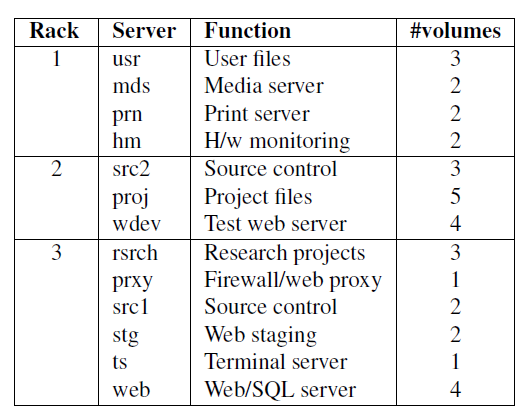 Rack Server Function #volumes
1 usr User files 3
mds Media server 2
prn Print server 2
hm H/w monitoring 2
2 src2 Source control 3
proj Project files 5
wdev Test web server 4
3 rsrch Research projects 3
prxy Firewall/web proxy 1
src1 Source control 2
stg Web staging 2
ts Terminal server 1
web Web/SQL server 4